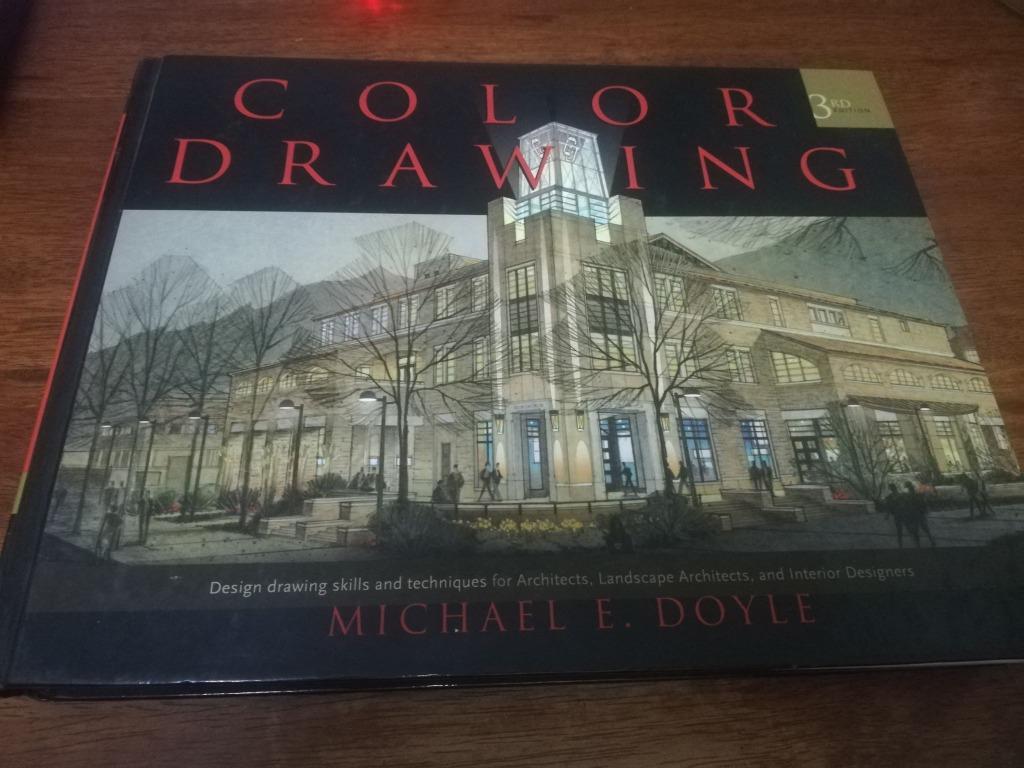 COLOR
DRAWING
3RD
EDITION
Design drawing skills and techniques for Architects, Landscape Architects, and Interior Designers
MICHAEL E. DOYLE